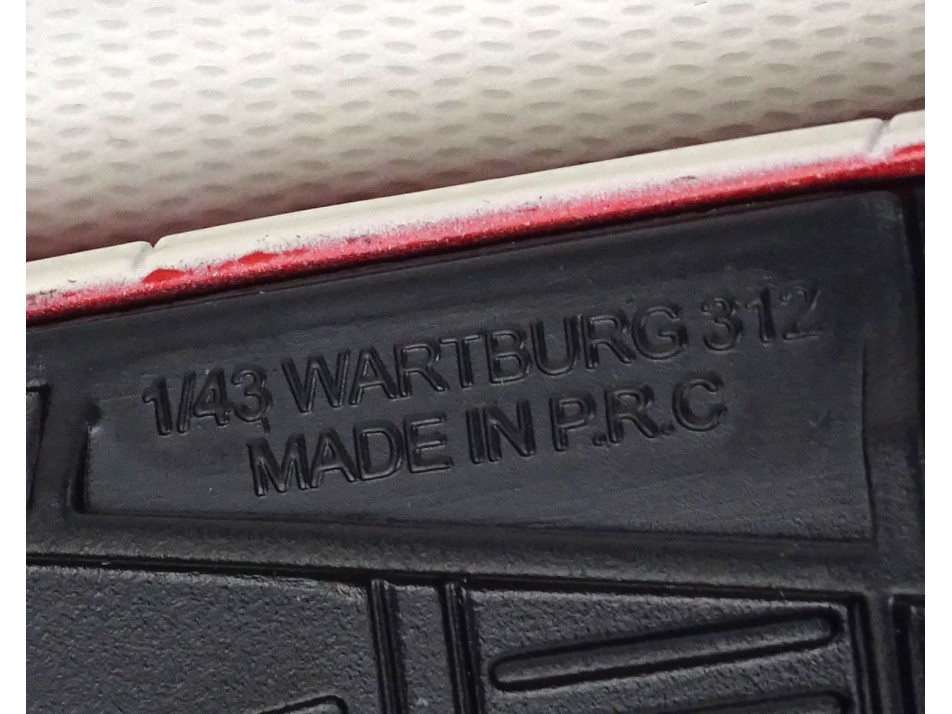 1/43 WARTBURG 312
MADE IN P.R.C